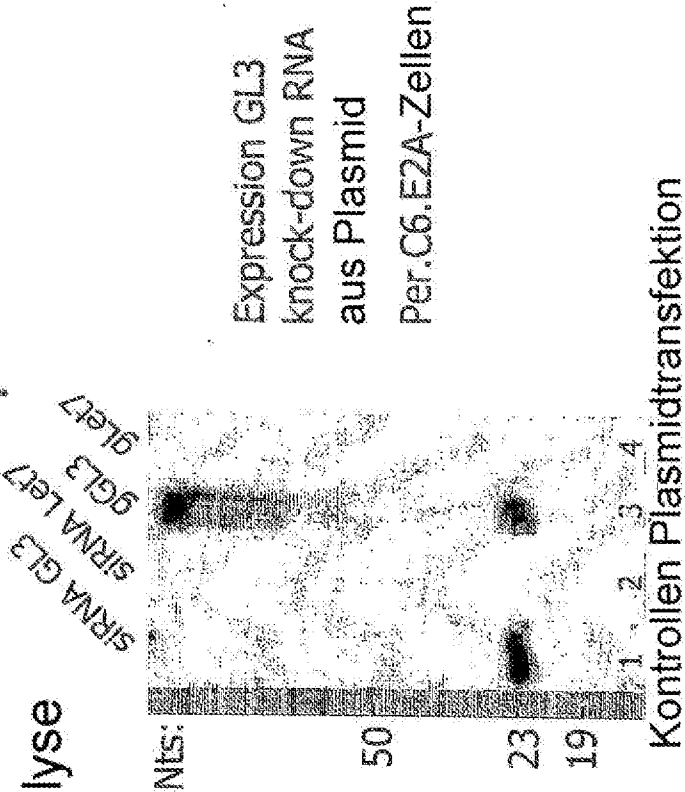 lyse
siRNA GL3
siRNA Let7
gGL3
gLet7
Nts:
50
23
19
1 2 3 4
Kontrollen Plasmidtransfektion
Expression GL3
knock-down RNA
aus Plasmid
Per.C6.E2A-Zellen